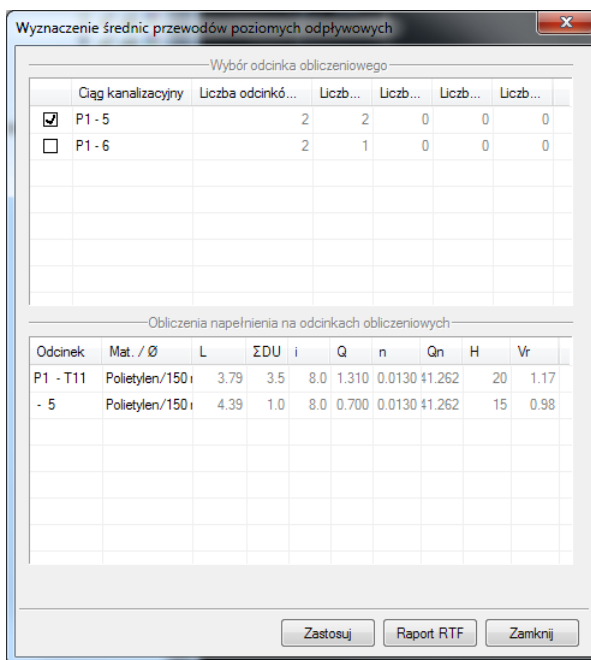 Wyznaczenie średnic przewodów poziomych odpływowych
Wybór odcinka obliczeniowego
Ciąg kanalizacyjny Liczba odcinkó... Liczb... Liczb... Liczb... Liczb...
P1 - 5 2 2 0 0 0
P1 - 6 2 1 0 0 0
Obliczenia napełnienia na odcinkach obliczeniowych
Odcinek Mat. / Ø L ΣDU i Q n Qn H Vr
P1 - T11 Polietylen/150 3.79 3.5 8.0 1.310 0.0130 41.262 20 1.17
- 5 Polietylen/150 4.39 1.0 8.0 0.700 0.0130 41.262 15 0.98
Zastosuj Raport RTF Zamknij